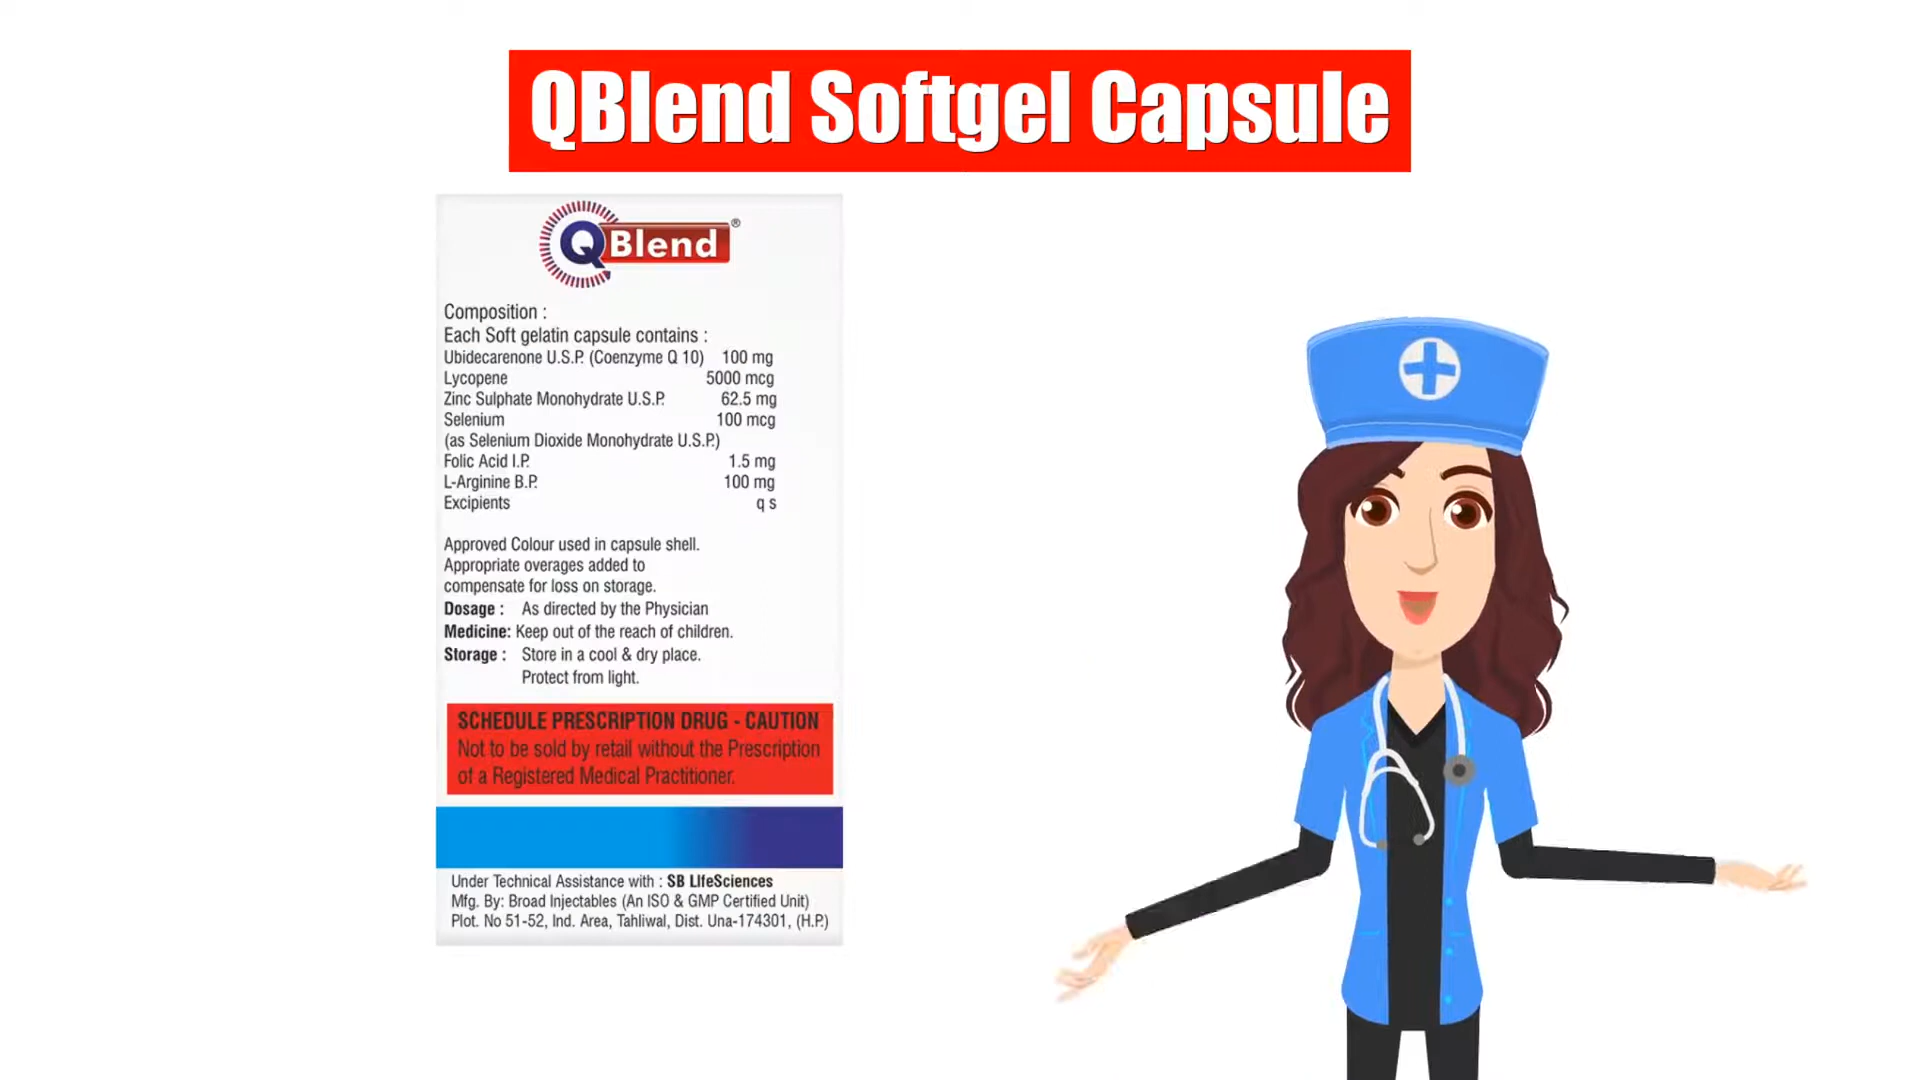 QBlend Softgel Capsule
QBlend®
Composition :
Each Soft gelatin capsule contains :
Ubidecarenone U.S.P. (Coenzyme Q 10) 100 mg
Lycopene 5000 mcg
Zinc Sulphate Monohydrate U.S.P. 62.5 mg
Selenium 100 mcg
(as Selenium Dioxide Monohydrate U.S.P.)
Folic Acid I.P. 1.5 mg
L-Arginine B.P. 100 mg
Excipients q s
Approved Colour used in capsule shell.
Appropriate overages added to
compensate for loss on storage.
Dosage : As directed by the Physician
Medicine: Keep out of the reach of children.
Storage : Store in a cool & dry place.
Protect from light.
SCHEDULE PRESCRIPTION DRUG - CAUTION
Not to be sold by retail without the Prescription
of a Registered Medical Practitioner.
Under Technical Assistance with : SB LIfeSciences
Mfg. By: Broad Injectables (An ISO & GMP Certified Unit)
Plot. No 51-52, Ind. Area, Tahliwal, Dist. Una-174301, (H.P.)